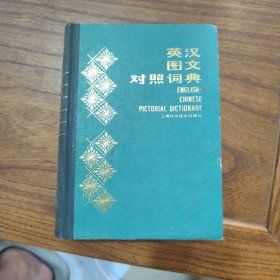 英汉
图文
对照词典
ENGLISH-
CHINESE
PICTORIAL DICTIONARY
上海科学技术出版社